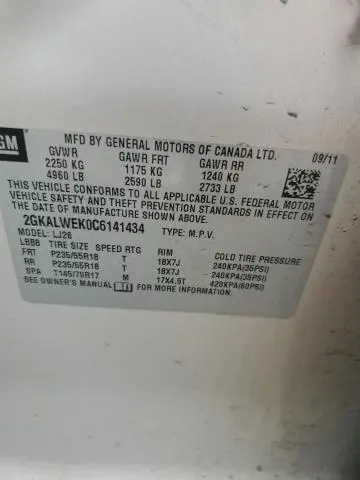 GM
MFD BY GENERAL MOTORS OF CANADA LTD. 09/11
GVWR GAWR FRT GAWR RR
2250 KG 1175 KG 1240 KG
4960 LB 2590 LB 2733 LB
THIS VEHICLE CONFORMS TO ALL APPLICABLE U.S. FEDERAL MOTOR
VEHICLE SAFETY AND THEFT PREVENTION STANDARDS IN EFFECT ON
THE DATE OF MANUFACTURE SHOWN ABOVE.
2GKALWEK0C6141434 TYPE: M.P.V.
MODEL: LJ26
LBBB TIRE SIZE SPEED RTG RIM COLD TIRE PRESSURE
FRT P235/55R18 T 18X7J 240KPA(35PSI)
RR P235/55R18 T 18X7J 240KPA(35PSI)
SPA T145/70R17 M 17X4.5T 420KPA(60PSI)
SEE OWNER'S MANUAL FOR MORE INFORMATION.